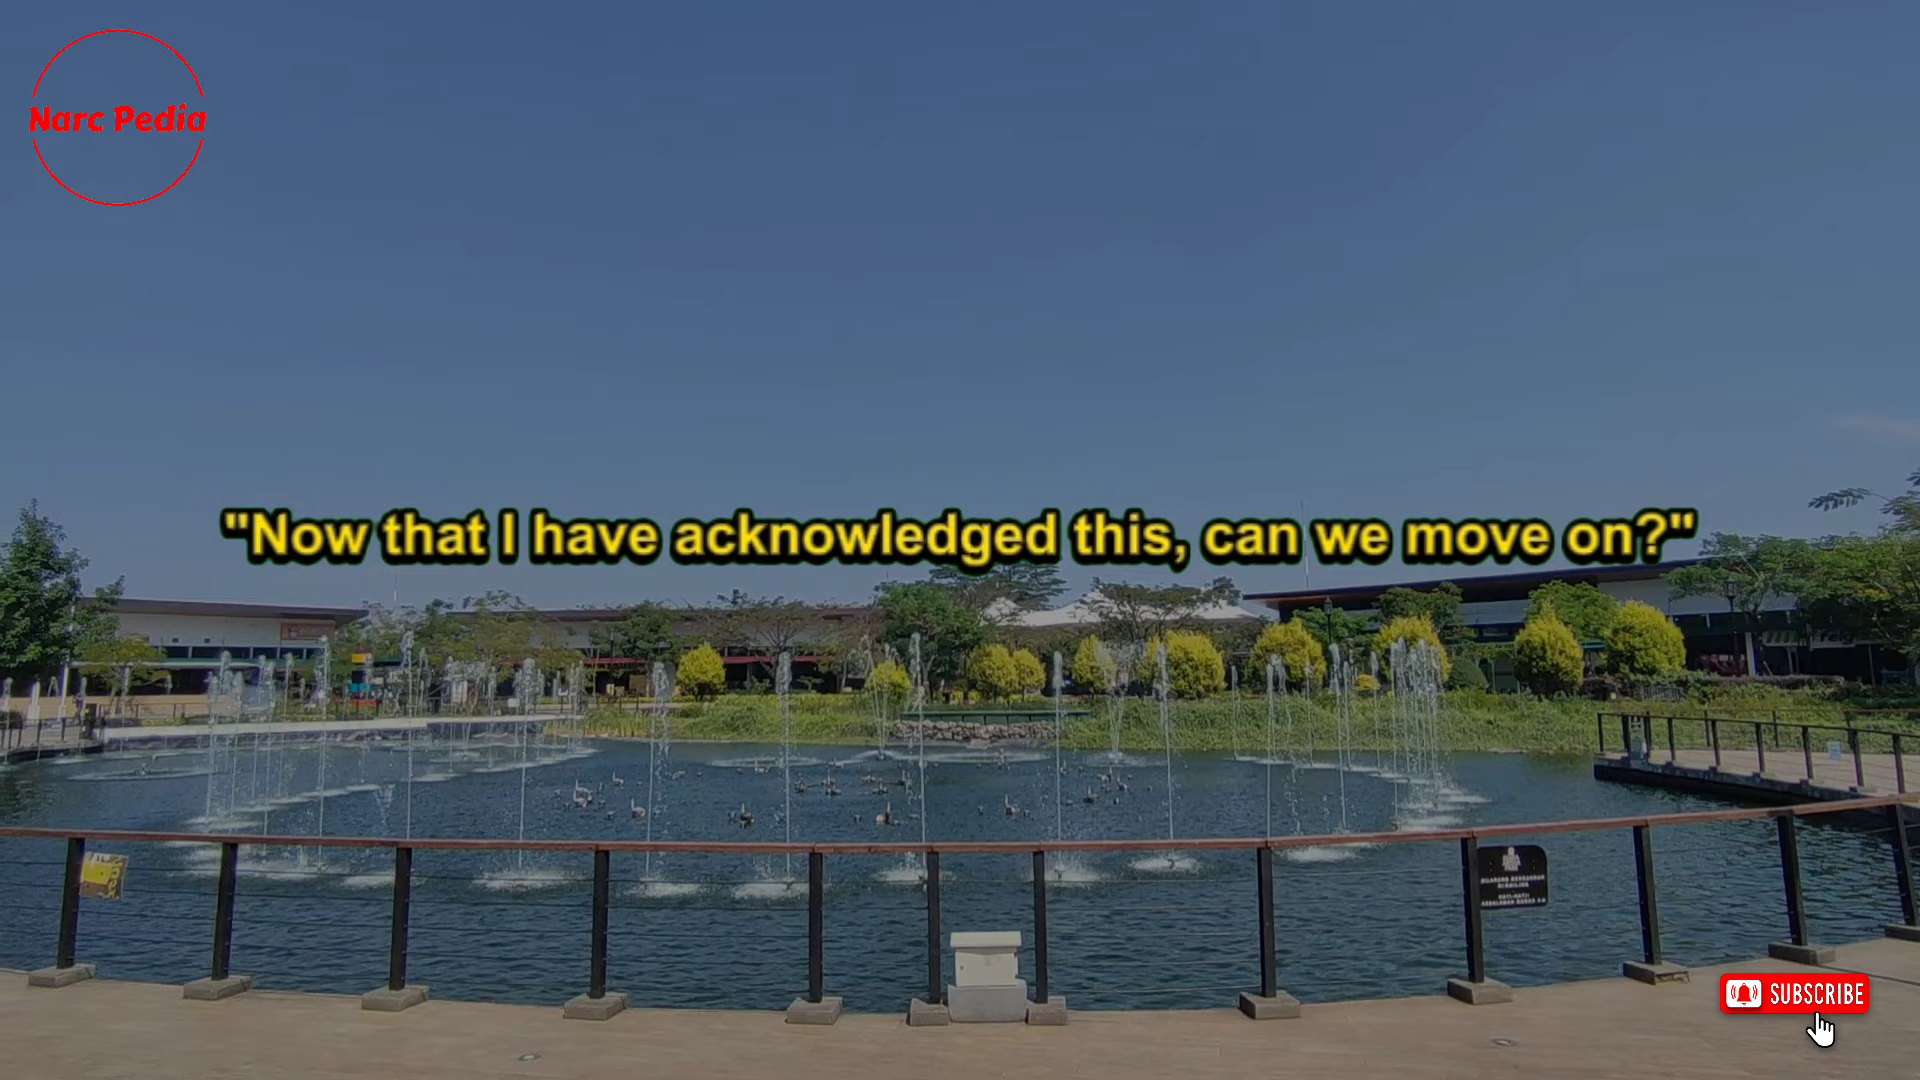 Narc Pedia
"Now that I have acknowledged this, can we move on?"
SUBSCRIBE